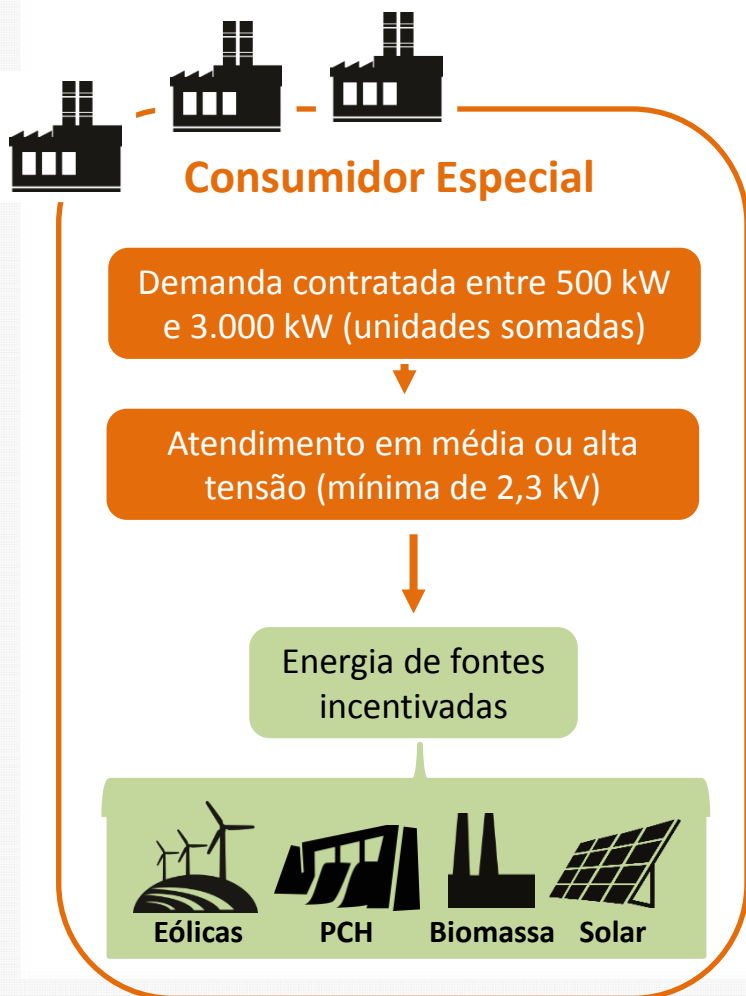 Consumidor Especial
Demanda contratada entre 500 kW
e 3.000 kW (unidades somadas)
Atendimento em média ou alta
tensão (mínima de 2,3 kV)
Energia de fontes
incentivadas
Eólicas PCH Biomassa Solar